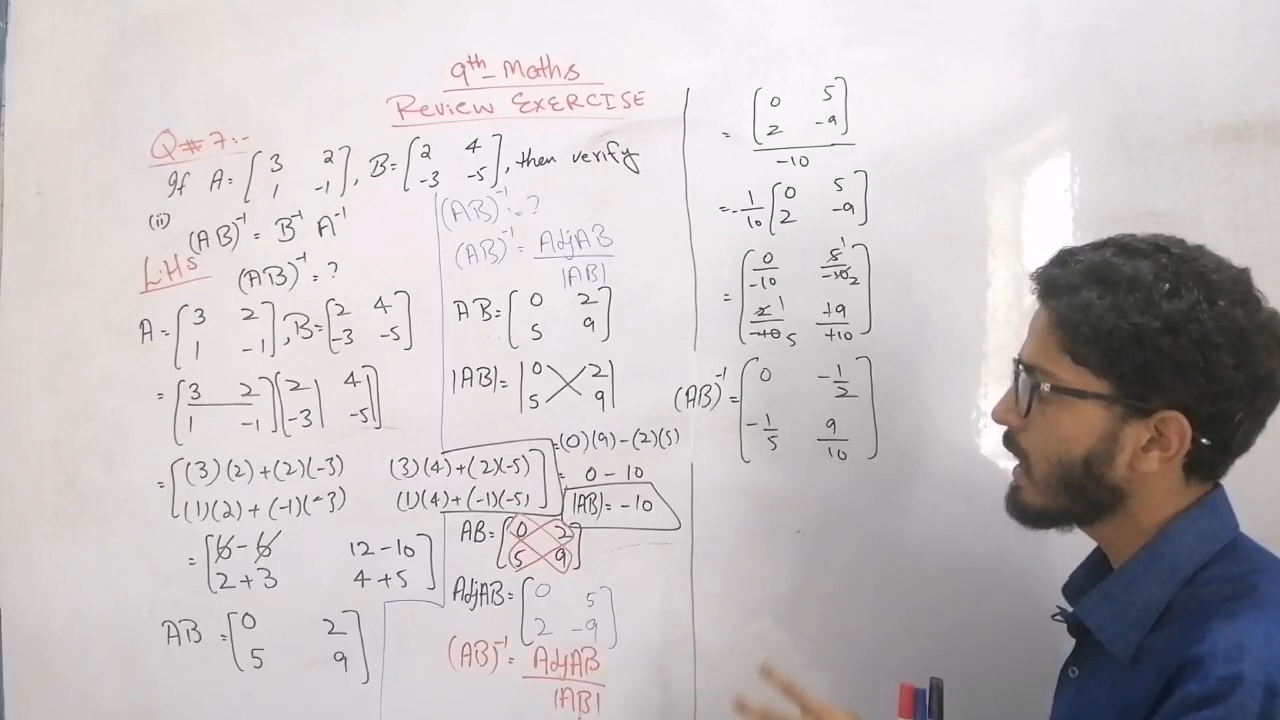 9th Maths
Review EXERCISE
Q#7:-
If A = [3 2; 1 -1], B = [2 4; -3 -5], then verify
(ii) (AB)⁻¹ = B⁻¹ A⁻¹
LHS
(AB)⁻¹ = ?
A = [3 2; 1 -1], B = [2 4; -3 -5]
= [3 2; 1 -1] [2 4; -3 -5]
= [(3)(2)+(2)(-3) (3)(4)+(2)(-5); (1)(2)+(-1)(-3) (1)(4)+(-1)(-5)]
= [6-6 12-10; 2+3 4+5]
AB = [0 2; 5 9]
(AB)⁻¹ = ?
(AB)⁻¹ = AdjAB / |AB|
AB = [0 2; 5 9]
|AB| = |0 2; 5 9|
= (0)(9) - (2)(5)
= 0 - 10
|AB| = -10
AB = [0 2; 5 9]
AdjAB = [0 5; 2 -9]
(AB)⁻¹ = AdjAB / |AB|
= [0 5; 2 -9] / -10
= -1/10 [0 5; 2 -9]
= [0/-10 5 1/-10 2; 2 1/-10 5 +9/+10]
(AB)⁻¹ = [0 -1/2; -1/5 9/10]